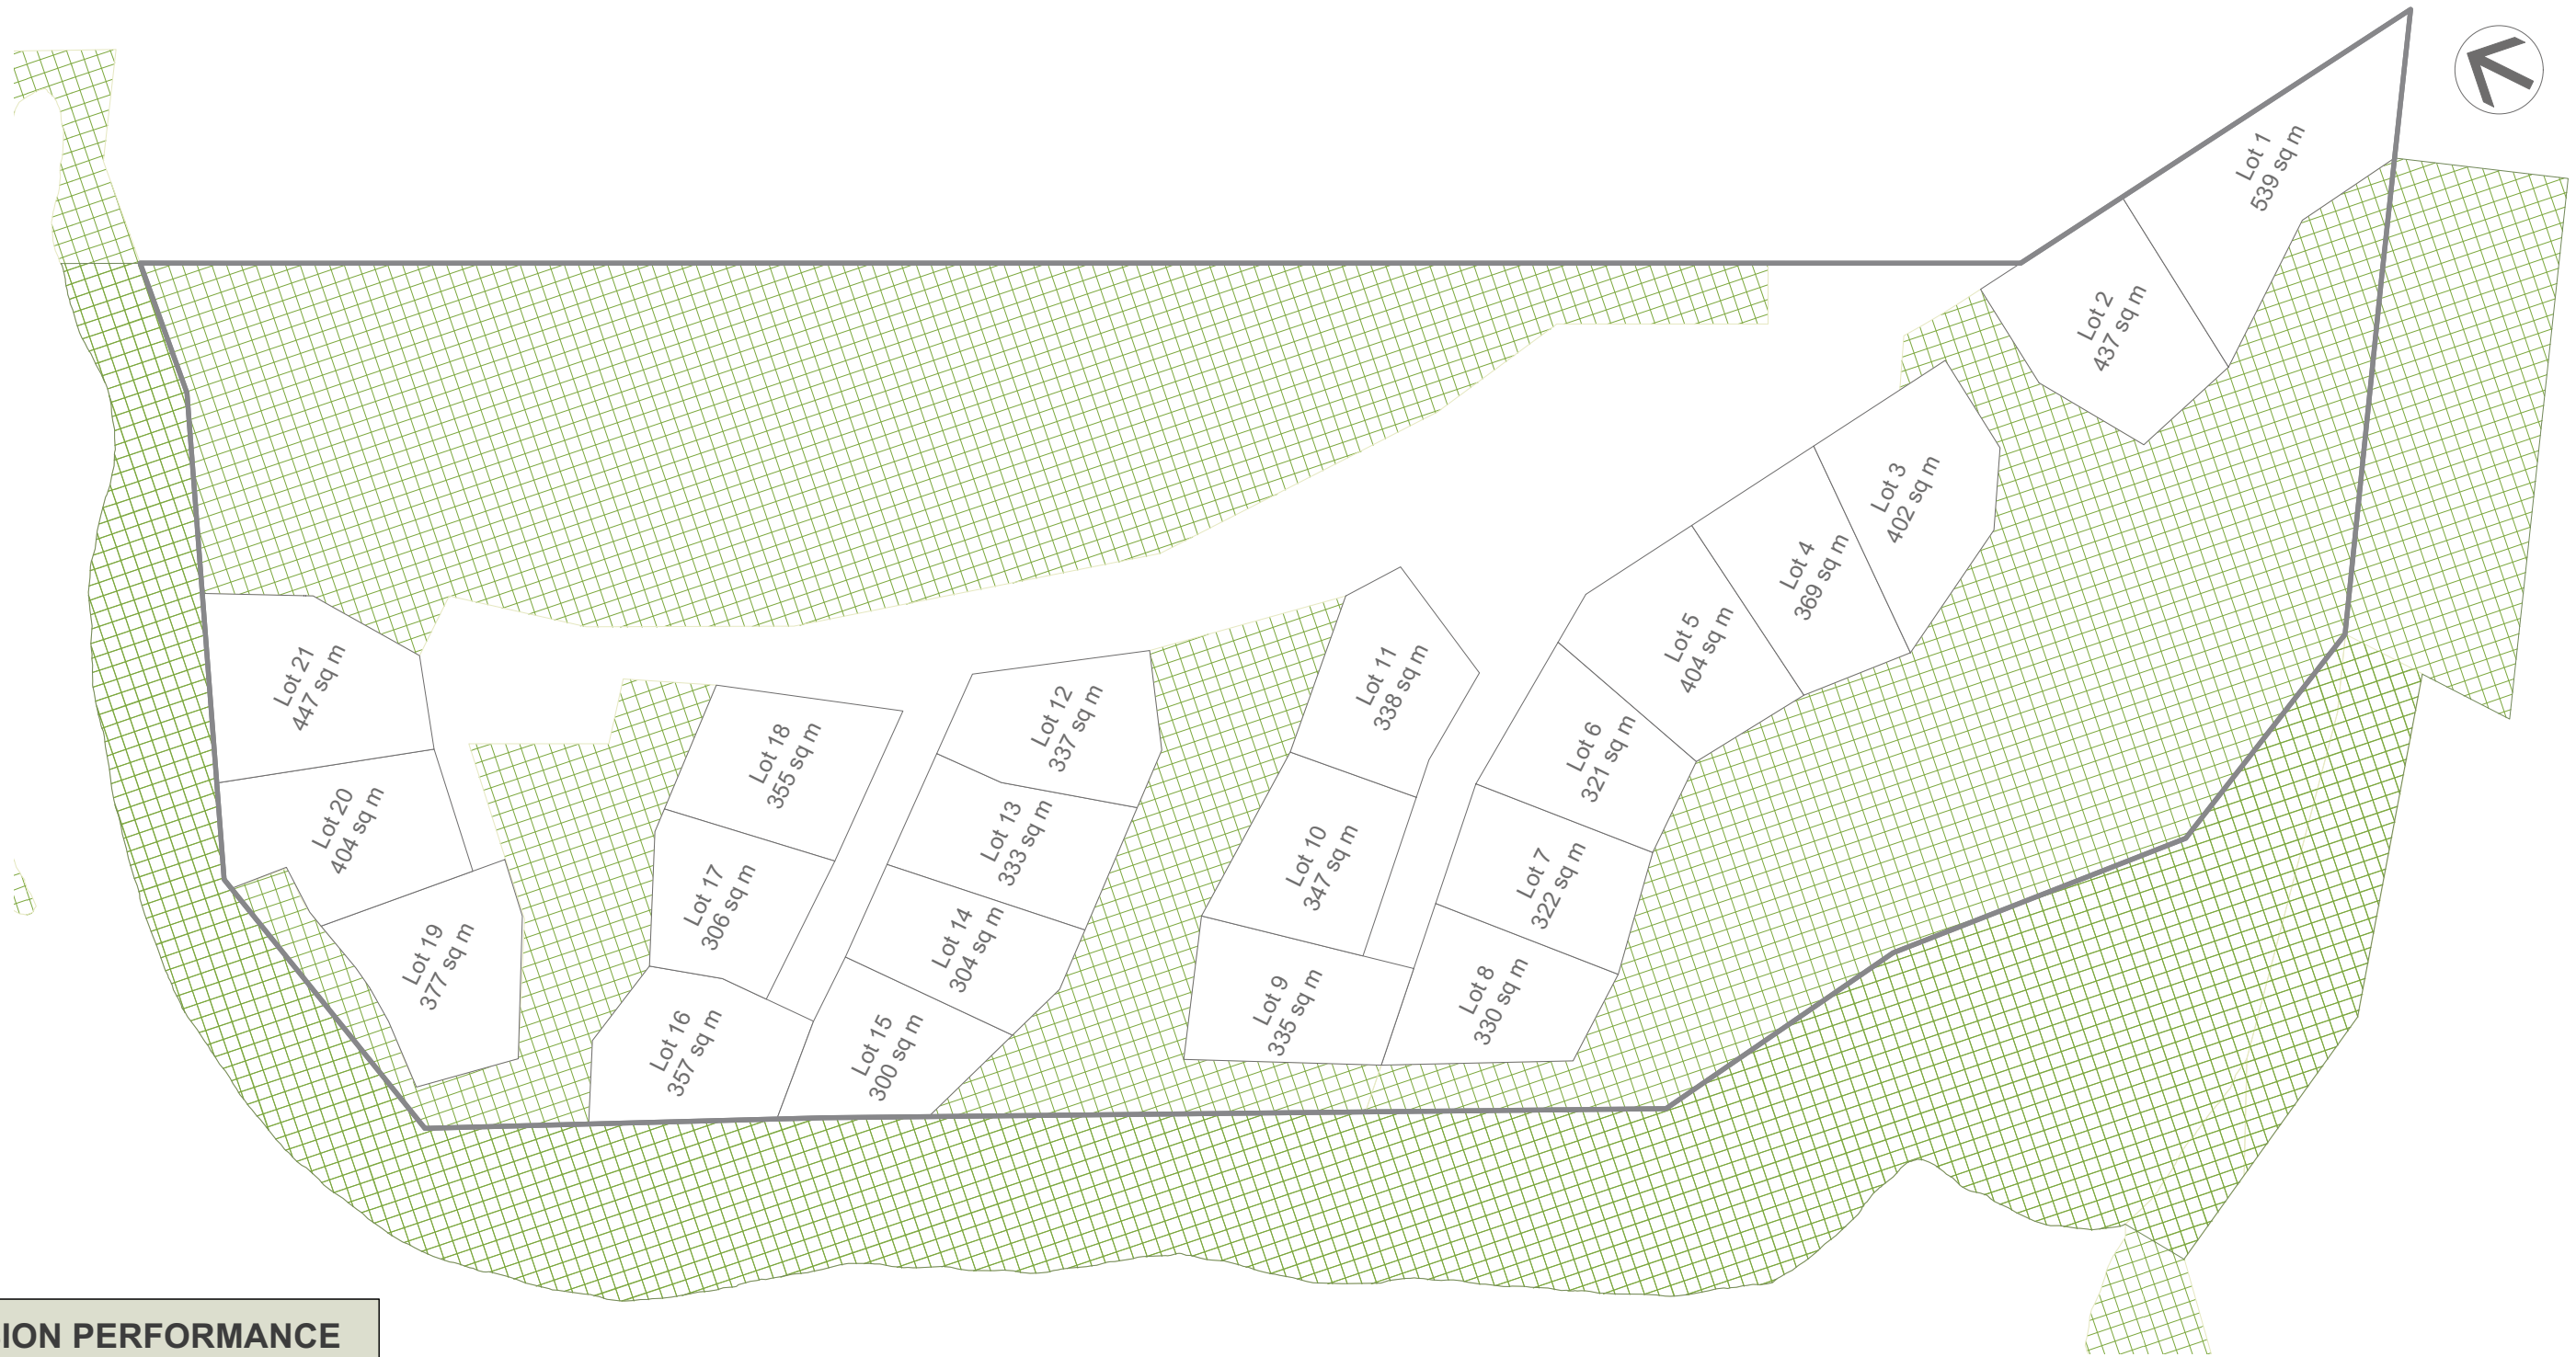 Lot 1
539 sq m
Lot 2
437 sq m
Lot 3
402 sq m
Lot 4
369 sq m
Lot 5
404 sq m
Lot 6
321 sq m
Lot 7
322 sq m
Lot 8
330 sq m
Lot 9
335 sq m
Lot 10
347 sq m
Lot 11
338 sq m
Lot 12
337 sq m
Lot 13
333 sq m
Lot 14
304 sq m
Lot 15
300 sq m
Lot 16
357 sq m
Lot 17
306 sq m
Lot 18
355 sq m
Lot 19
377 sq m
Lot 20
404 sq m
Lot 21
447 sq m
ION PERFORMANCE